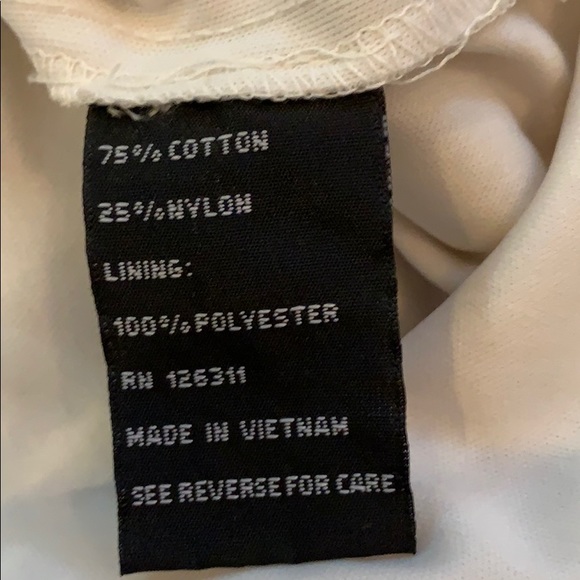 75% COTTON
25% NYLON
LINING:
100% POLYESTER
RN 126311
MADE IN VIETNAM
SEE REVERSE FOR CARE